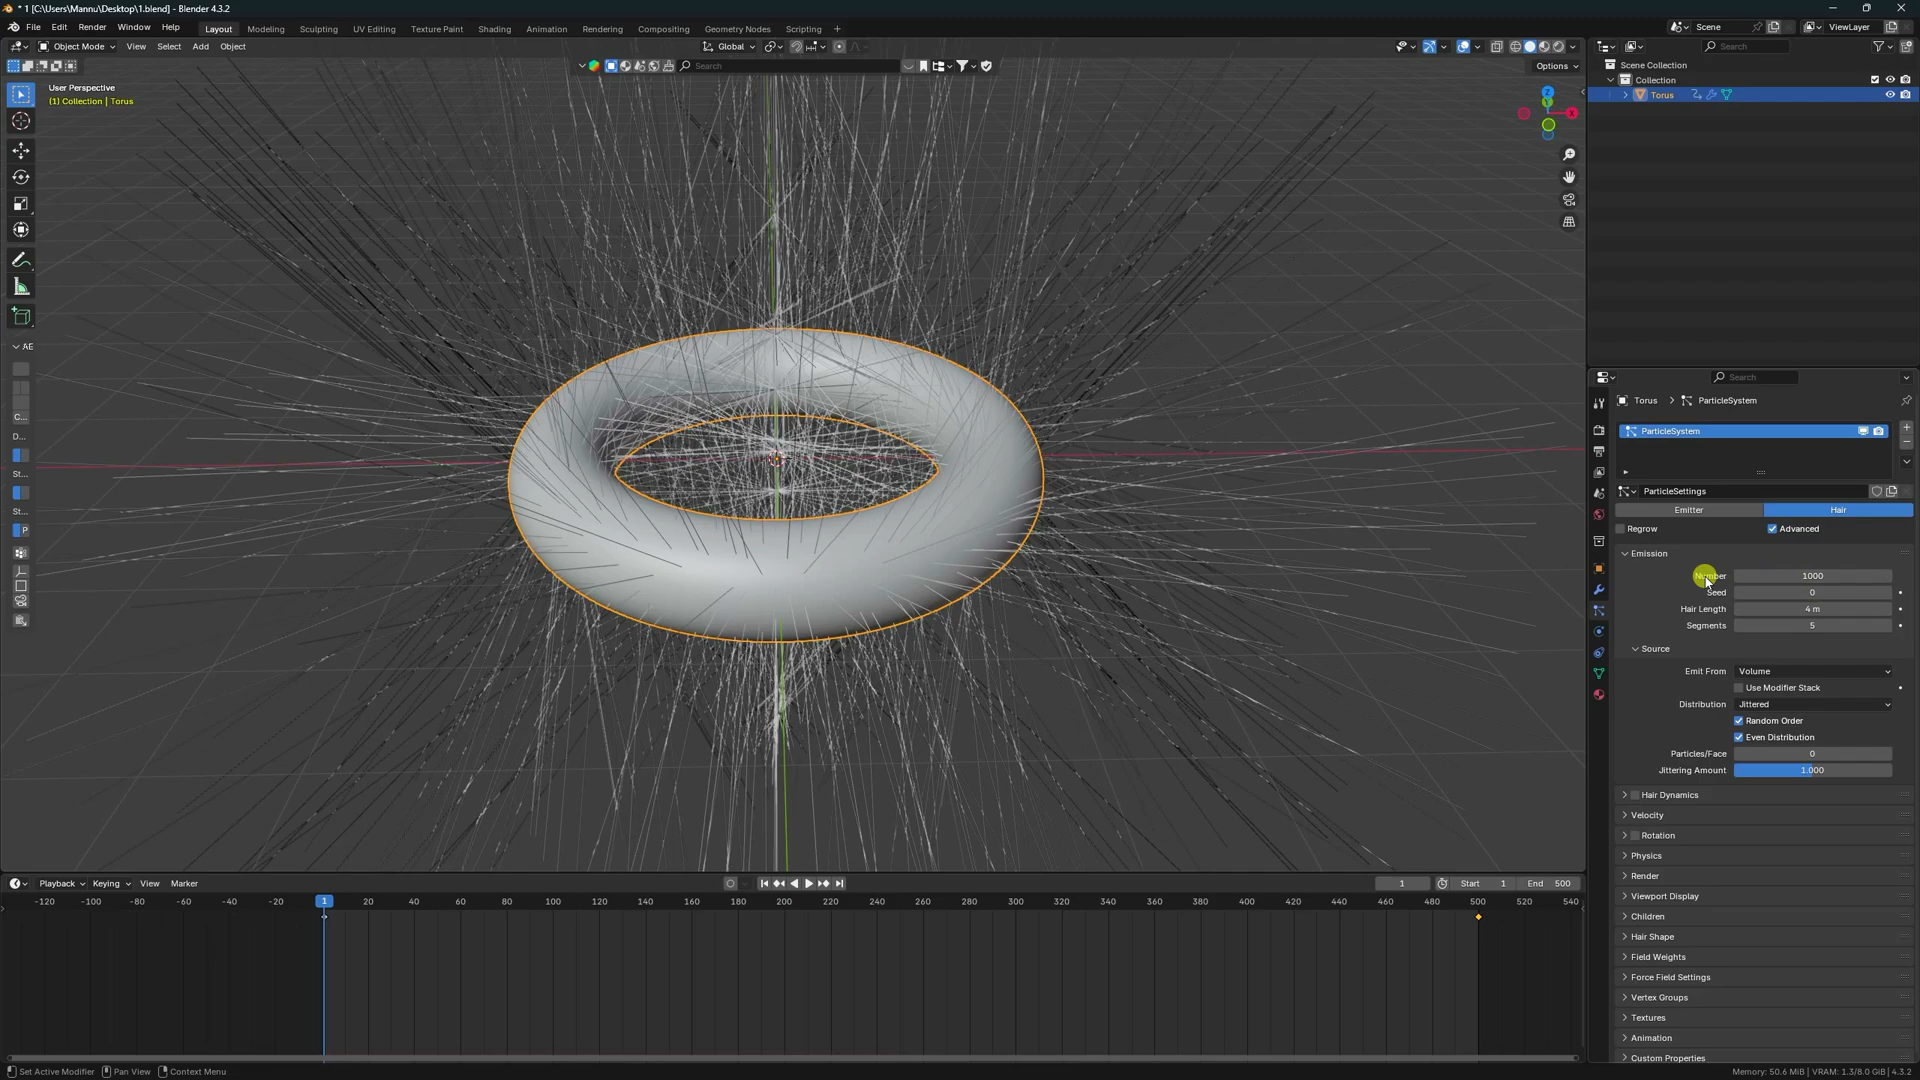 * 1 [C:\Users\Mannu\Desktop\1.blend] - Blender 4.3.2
File Edit Render Window Help
Layout Modeling Sculpting UV Editing Texture Paint Shading Animation Rendering Compositing Geometry Nodes Scripting +
Scene
ViewLayer
Object Mode View Select Add Object
Global
Search
Options
Search
User Perspective
(1) Collection | Torus
Z
X
AE
C...
D...
St...
St...
P
Scene Collection
Collection
Torus
Search
Torus > ParticleSystem
ParticleSystem
ParticleSettings
Emitter Hair
Regrow Advanced
Emission
Number 1000
Seed 0
Hair Length 4 m
Segments 5
Source
Emit From Volume
Use Modifier Stack
Distribution Jittered
Random Order
Even Distribution
Particles/Face 0
Jittering Amount 1.000
Hair Dynamics
Velocity
Rotation
Physics
Render
Viewport Display
Children
Hair Shape
Field Weights
Force Field Settings
Vertex Groups
Textures
Animation
Custom Properties
Playback Keying View Marker
1 Start 1 End 500
-120 -100 -80 -60 -40 -20 1 20 40 60 80 100 120 140 160 180 200 220 240 260 280 300 320 340 360 380 400 420 440 460 480 500 520 540
Set Active Modifier Pan View Context Menu
Memory: 50.6 MiB | VRAM: 1.3/8.0 GiB | 4.3.2